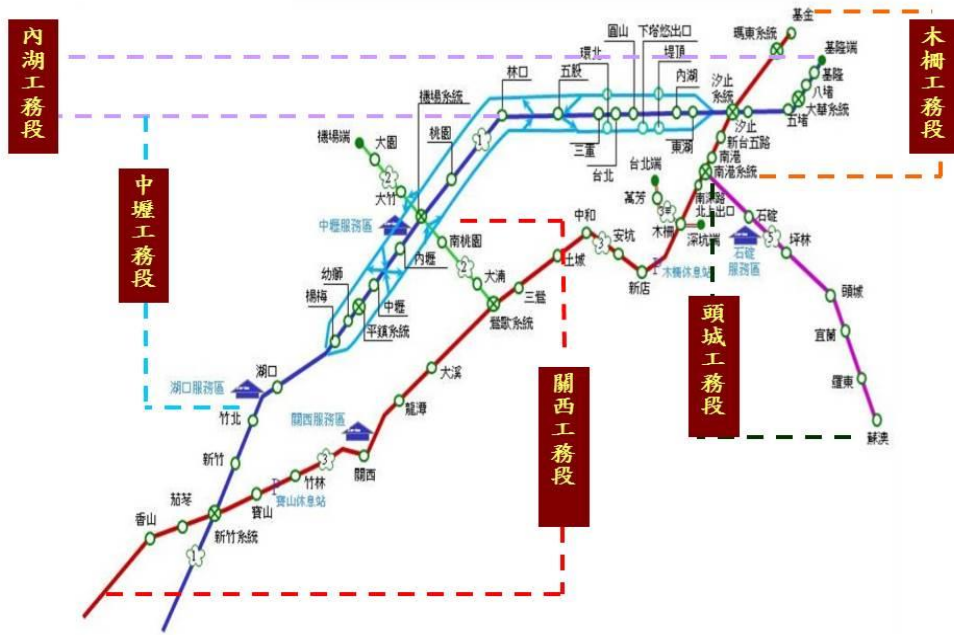 內湖工務段
中壢工務段
關西工務段
頭城工務段
木柵工務段
基金
瑪東系統
基隆端
基隆
八堵
大華系統
五堵
汐止系統
汐止
新台五路
南港
南港系統
南深路
北上出口
圓山
下塔悠出口
環北
堤頂
林口
五股
內湖
三重
台北
東湖
機場系統
桃園
機場端
大園
大竹
1
2
中壢服務區
南桃園
內壢
2
大湳
幼獅
楊梅
中壢
平鎮系統
鶯歌系統
三鶯
土城
中和
3
安坑
新店
木柵休息站
台北端
萬芳
3甲
木柵
深坑端
石碇
石碇服務區
5
坪林
頭城
宜蘭
羅東
蘇澳
湖口服務區
湖口
竹北
新竹
茄苳
香山
新竹系統
1
寶山
寶山休息站
竹林
3
關西
關西服務區
龍潭
大溪